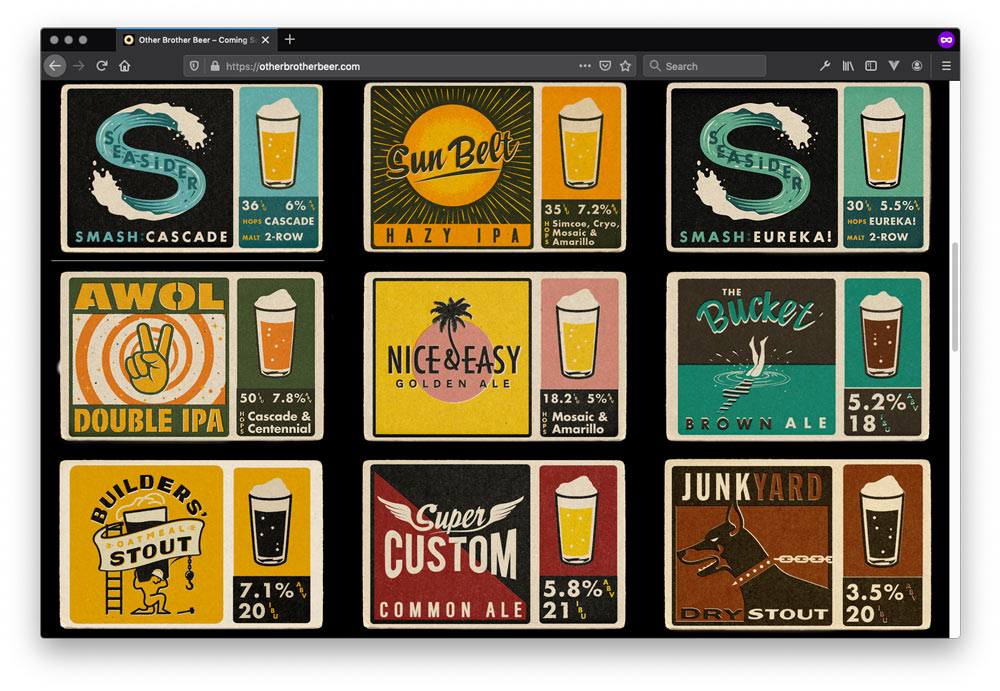 Other Brother Beer – Coming S
https://otherbrotherbeer.com
Search
SEASIDER
SMASH:CASCADE
36 IBU 6% ABV
HOPS CASCADE
MALT 2-ROW
Sun Belt
HAZY IPA
35 IBU 7.2% ABV
HOPS Simcoe, Cryo,
Mosaic &
Amarillo
SEASIDER
SMASH:EUREKA!
30 IBU 5.5% ABV
HOPS EUREKA!
MALT 2-ROW
AWOL
DOUBLE IPA
50 IBU 7.8% ABV
HOPS Cascade &
Centennial
NICE & EASY
GOLDEN ALE
18.2 IBU 5% ABV
HOPS Mosaic &
Amarillo
THE
Bucket
BROWN ALE
5.2% ABV
18 IBU
BUILDERS'
OATMEAL
STOUT
7.1% ABV
20 IBU
Super
CUSTOM
COMMON ALE
5.8% ABV
21 IBU
JUNKYARD
DRY STOUT
3.5% ABV
20 IBU